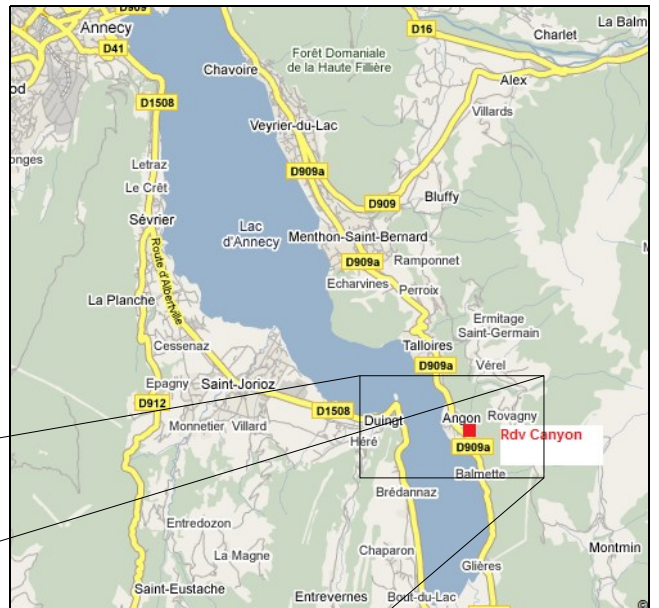 D909
Annecy
D16
Charlet
La Balm
D41
Chavoire
Forêt Domaniale
de la Haute Fillière
Alex
od
D1508
Villards
Veyrier-du-Lac
onges
Letraz
D909a
Le Crêt
D909
Bluffy
Sévrier
Lac
d'Annecy
Menthon-Saint-Bernard
Route d'Albertville
D909a
Ramponnet
Echarvines
Perroix
La Planche
Ermitage
Saint-Germain
Cessenaz
Talloires
D909a
Vérel
Epagny
Saint-Jorioz
D912
D1508
Duingt
Angon
Rovagny
Rdv Canyon
Monnetier
Villard
Héré
D909a
Balmette
Brédannaz
Entredozon
La Magne
Chaparon
Montmin
Glières
Saint-Eustache
Entrevernes
Bout-du-Lac
©